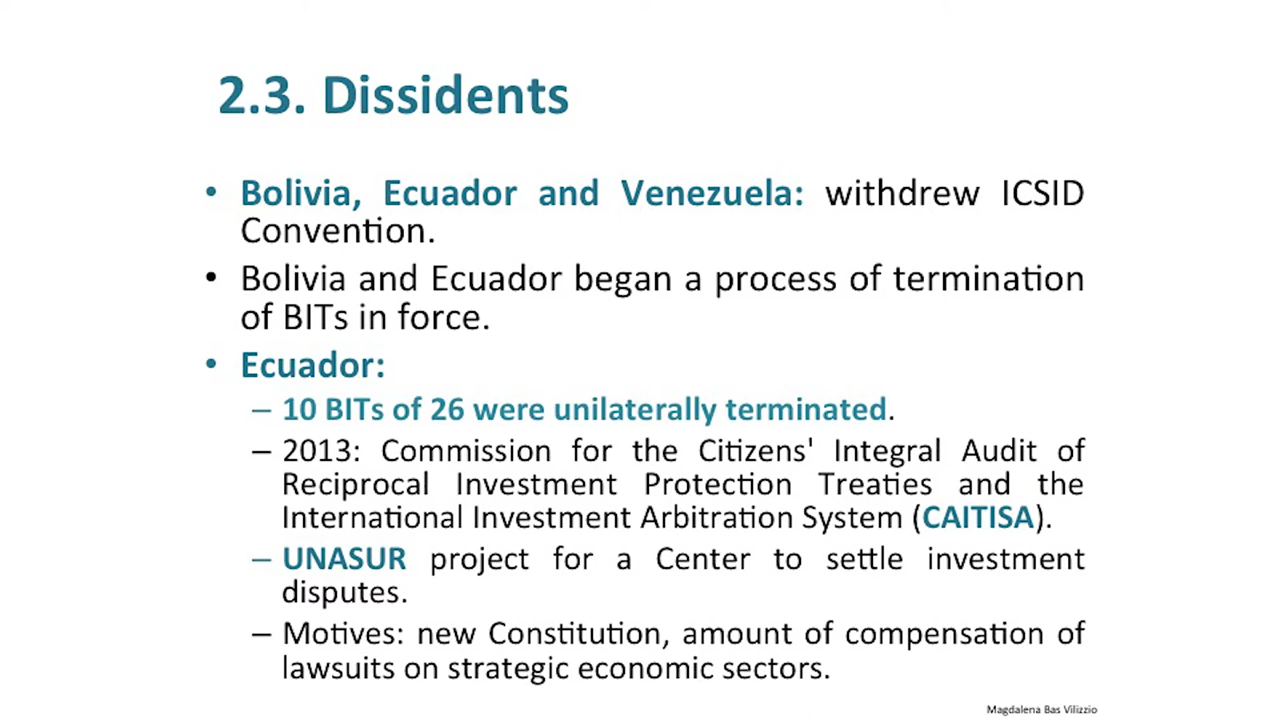 2.3. Dissidents
• Bolivia, Ecuador and Venezuela: withdrew ICSID
Convention.
• Bolivia and Ecuador began a process of termination
of BITs in force.
• Ecuador:
– 10 BITs of 26 were unilaterally terminated.
– 2013: Commission for the Citizens' Integral Audit of
Reciprocal Investment Protection Treaties and the
International Investment Arbitration System (CAITISA).
– UNASUR project for a Center to settle investment
disputes.
– Motives: new Constitution, amount of compensation of
lawsuits on strategic economic sectors.
Magdalena Bas Vilizzio